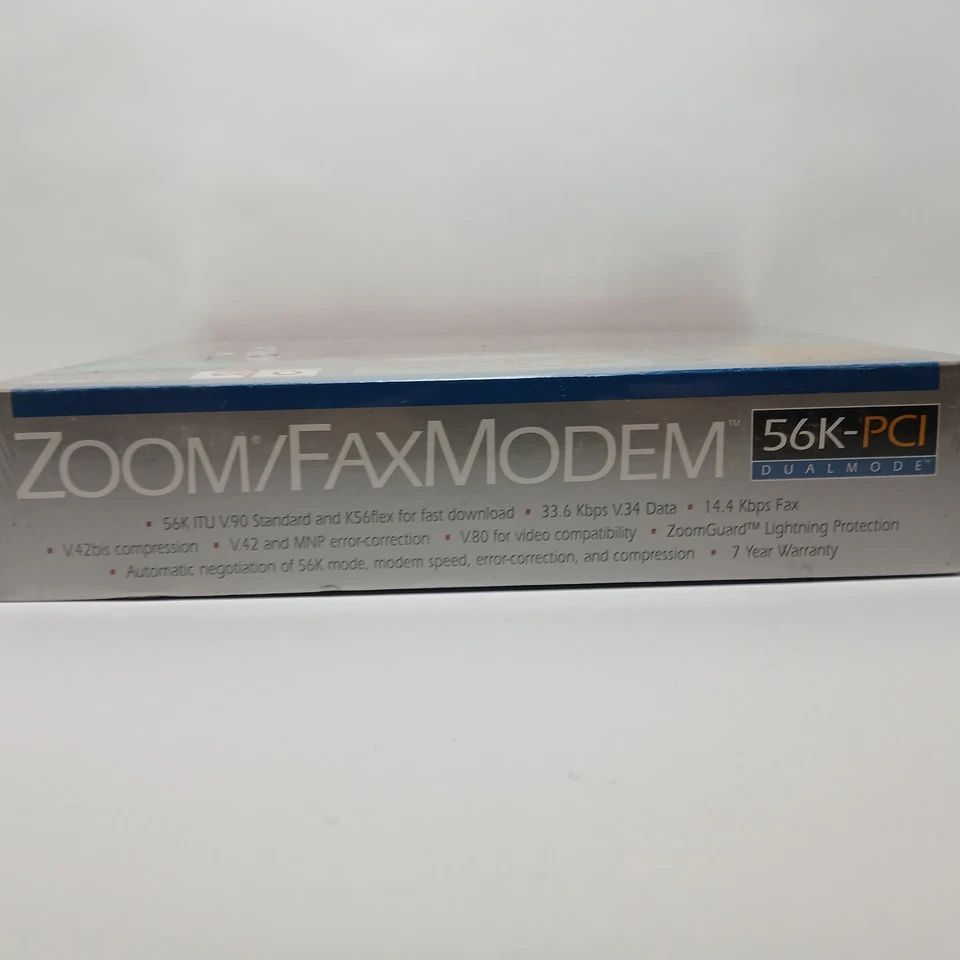 ZOOM®/FAXMODEM™ 56K-PCI
DUALMODE™
▪ 56K ITU V.90 Standard and K56flex for fast download ▪ 33.6 Kbps V.34 Data ▪ 14.4 Kbps Fax
▪ V.42bis compression ▪ V.42 and MNP error-correction ▪ V.80 for video compatibility ▪ ZoomGuard™ Lightning Protection
▪ Automatic negotiation of 56K mode, modem speed, error-correction, and compression ▪ 7 Year Warranty